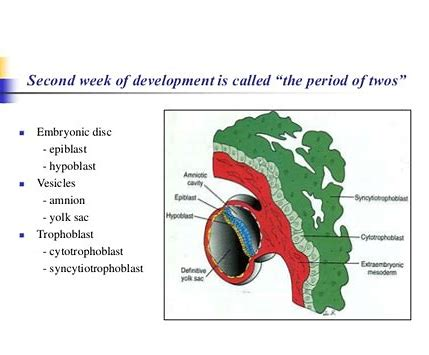 Second week of development is called “the period of twos”
Embryonic disc
- epiblast
- hypoblast
Vesicles
- amnion
- yolk sac
Trophoblast
- cytotrophoblast
- syncytiotrophoblast
Amniotic
cavity
Epiblast
Hypoblast
Definitive
yolk sac
Syncytiotrophoblast
Cytotrophoblast
Extraembryonic
mesoderm